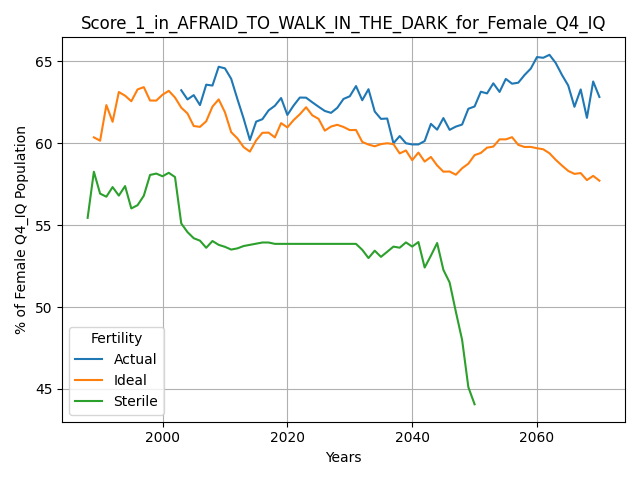 Score_1_in_AFRAID_TO_WALK_IN_THE_DARK_for_Female_Q4_IQ
% of Female Q4_IQ Population
65
60
55
50
45
Fertility
Actual
Ideal
Sterile
2000 2020 2040 2060
Years